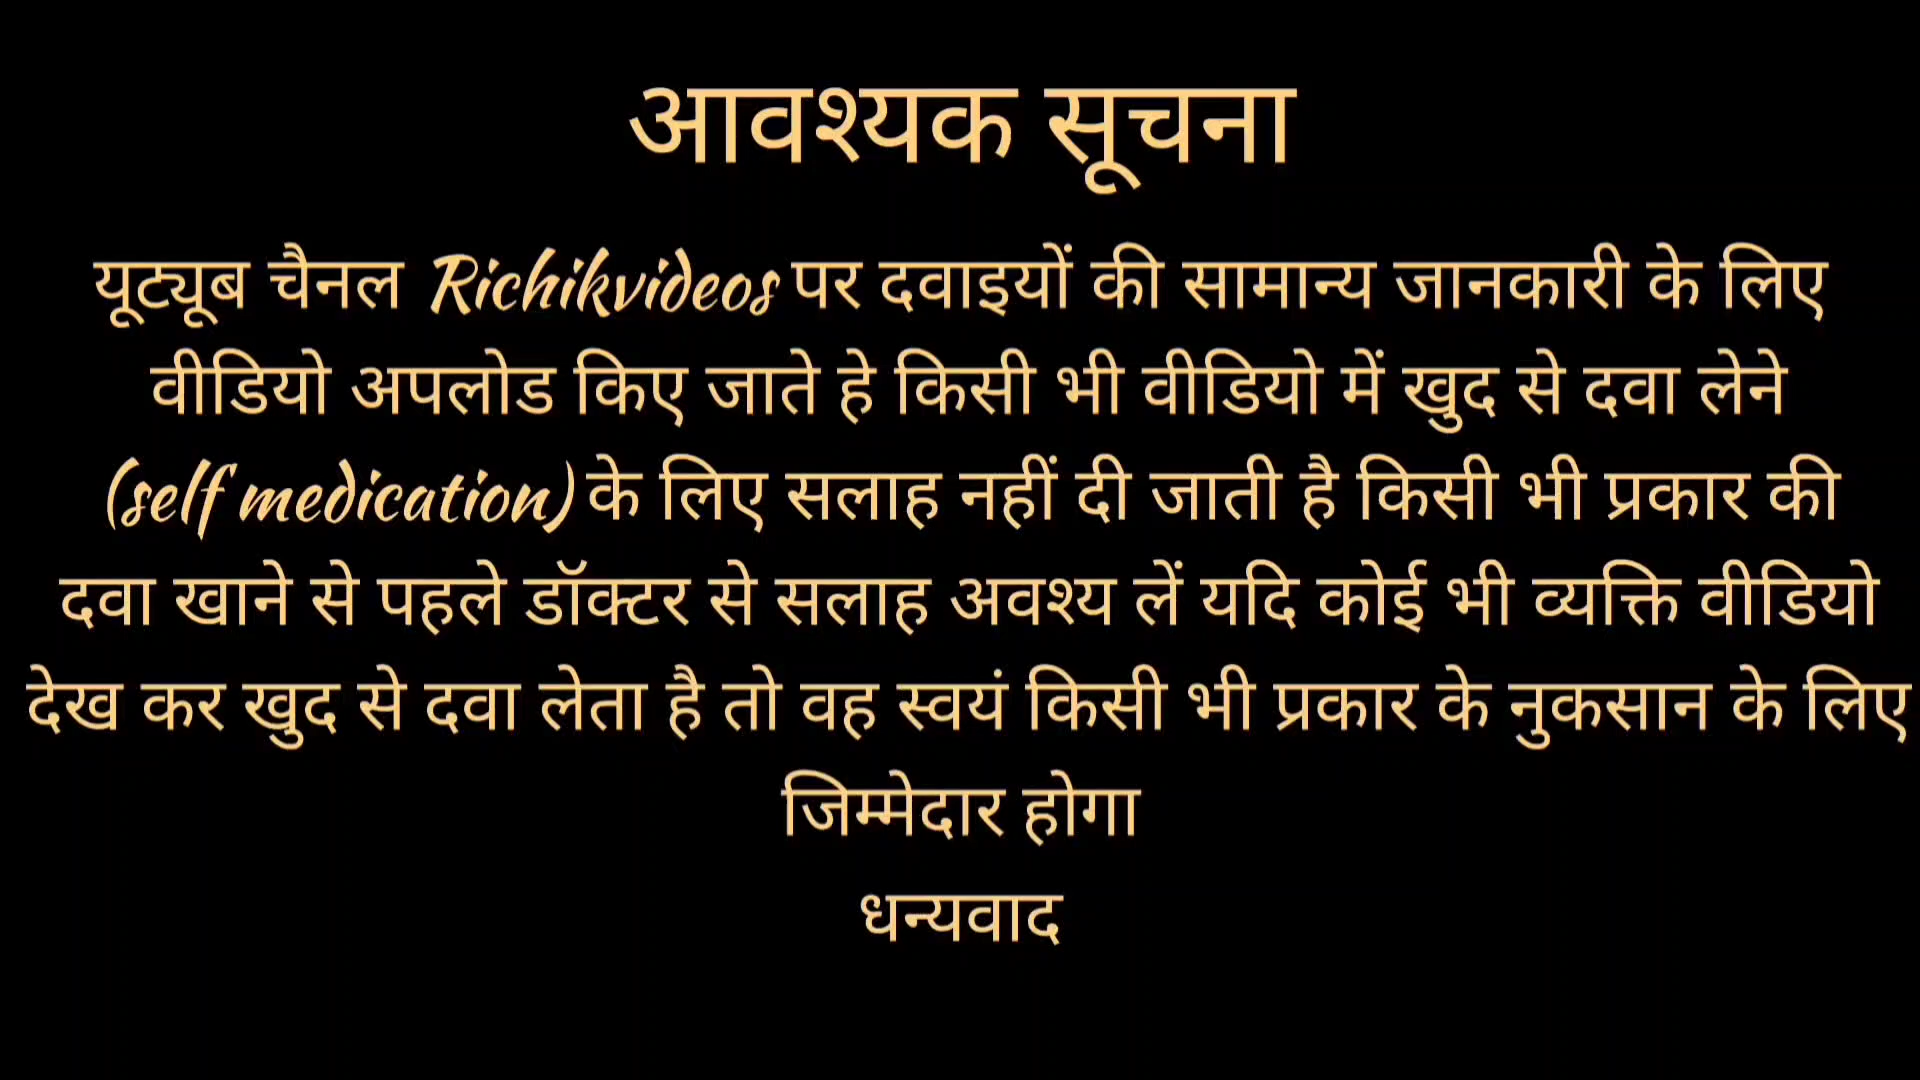 आवश्यक सूचना
यूट्यूब चैनल Richikvideos पर दवाइयों की सामान्य जानकारी के लिए
वीडियो अपलोड किए जाते हे किसी भी वीडियो में खुद से दवा लेने
(self medication) के लिए सलाह नहीं दी जाती है किसी भी प्रकार की
दवा खाने से पहले डॉक्टर से सलाह अवश्य लें यदि कोई भी व्यक्ति वीडियो
देख कर खुद से दवा लेता है तो वह स्वयं किसी भी प्रकार के नुकसान के लिए
जिम्मेदार होगा
धन्यवाद